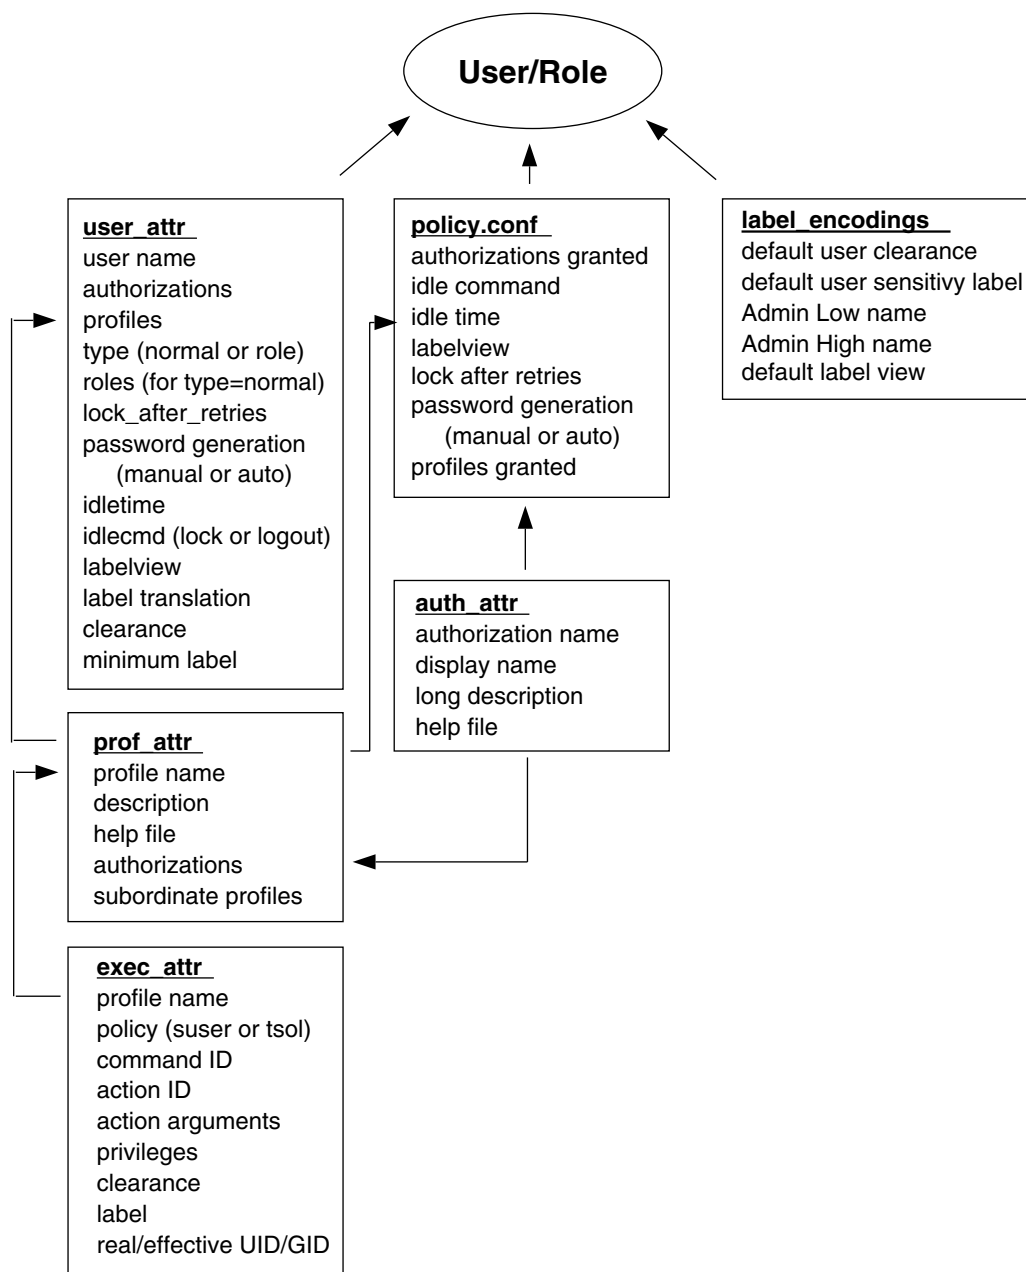 User/Role
user_attr
user name
authorizations
profiles
type (normal or role)
roles (for type=normal)
lock_after_retries
password generation
(manual or auto)
idletime
idlecmd (lock or logout)
labelview
label translation
clearance
minimum label
policy.conf
authorizations granted
idle command
idle time
labelview
lock after retries
password generation
(manual or auto)
profiles granted
label_encodings
default user clearance
default user sensitivy label
Admin Low name
Admin High name
default label view
auth_attr
authorization name
display name
long description
help file
prof_attr
profile name
description
help file
authorizations
subordinate profiles
exec_attr
profile name
policy (suser or tsol)
command ID
action ID
action arguments
privileges
clearance
label
real/effective UID/GID